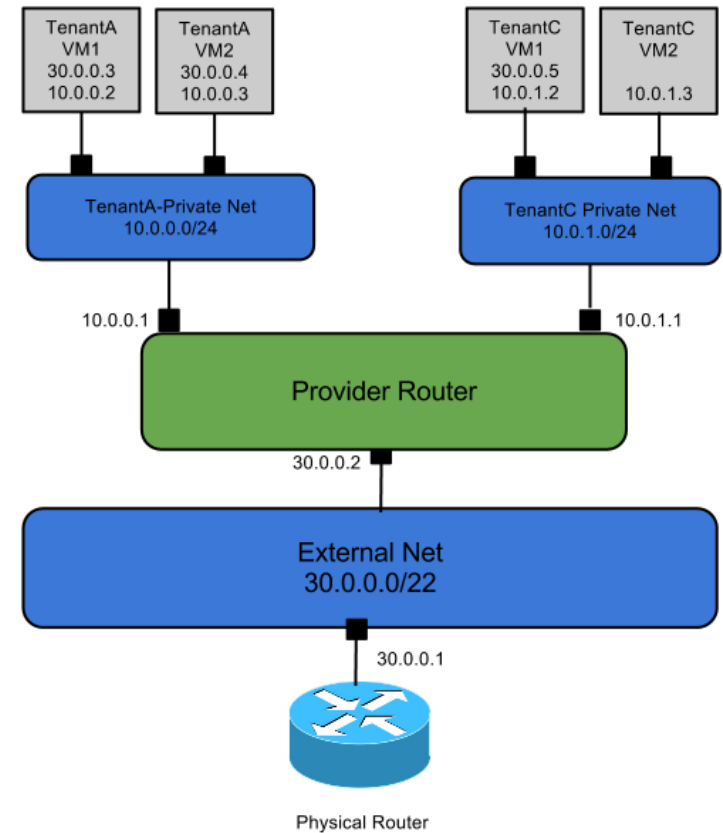 TenantA
VM1
30.0.0.3
10.0.0.2
TenantA
VM2
30.0.0.4
10.0.0.3
TenantC
VM1
30.0.0.5
10.0.1.2
TenantC
VM2
10.0.1.3
TenantA-Private Net
10.0.0.0/24
TenantC Private Net
10.0.1.0/24
10.0.0.1
10.0.1.1
Provider Router
30.0.0.2
External Net
30.0.0.0/22
30.0.0.1
Physical Router